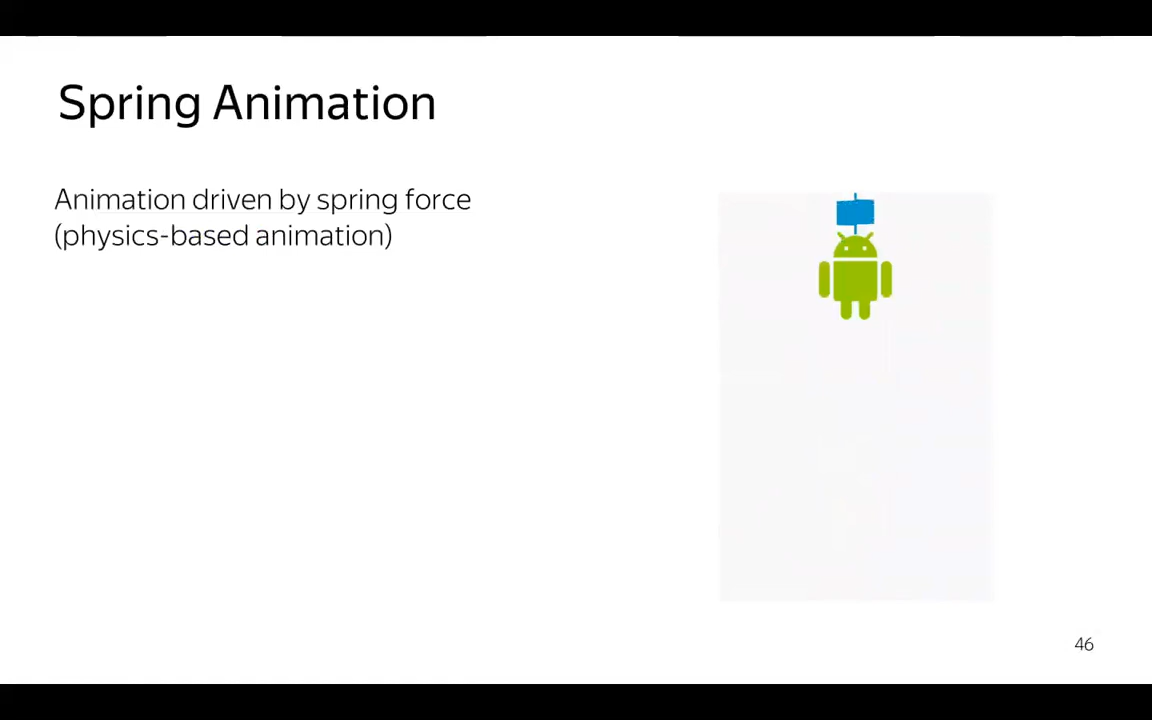 Spring Animation
Animation driven by spring force
(physics-based animation)
46